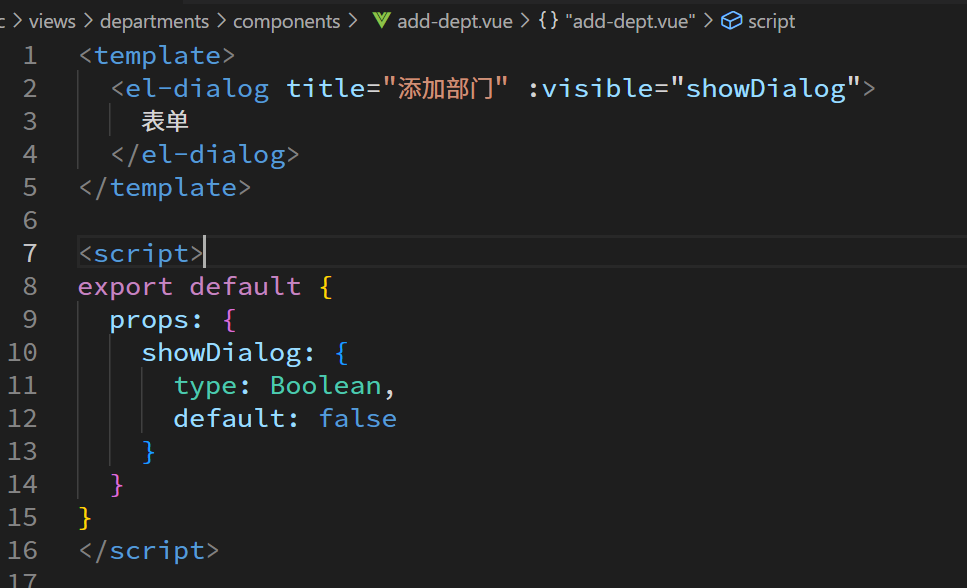 c > views > departments > components > add-dept.vue > {} "add-dept.vue" > script
1 <template>
2   <el-dialog title="添加部门" :visible="showDialog">
3     表单
4   </el-dialog>
5 </template>
6
7 <script>
8 export default {
9   props: {
10     showDialog: {
11       type: Boolean,
12       default: false
13     }
14   }
15 }
16 </script>
17